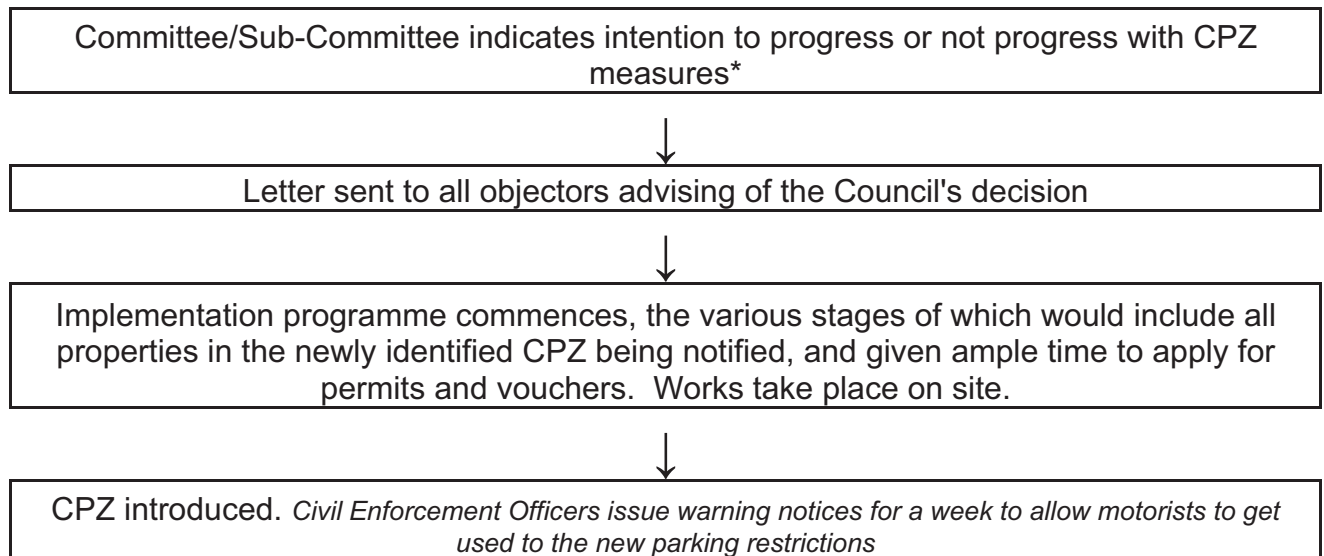 Committee/Sub-Committee indicates intention to progress or not progress with CPZ
measures*
Letter sent to all objectors advising of the Council's decision
Implementation programme commences, the various stages of which would include all
properties in the newly identified CPZ being notified, and given ample time to apply for
permits and vouchers.  Works take place on site.
CPZ introduced. Civil Enforcement Officers issue warning notices for a week to allow motorists to get
used to the new parking restrictions